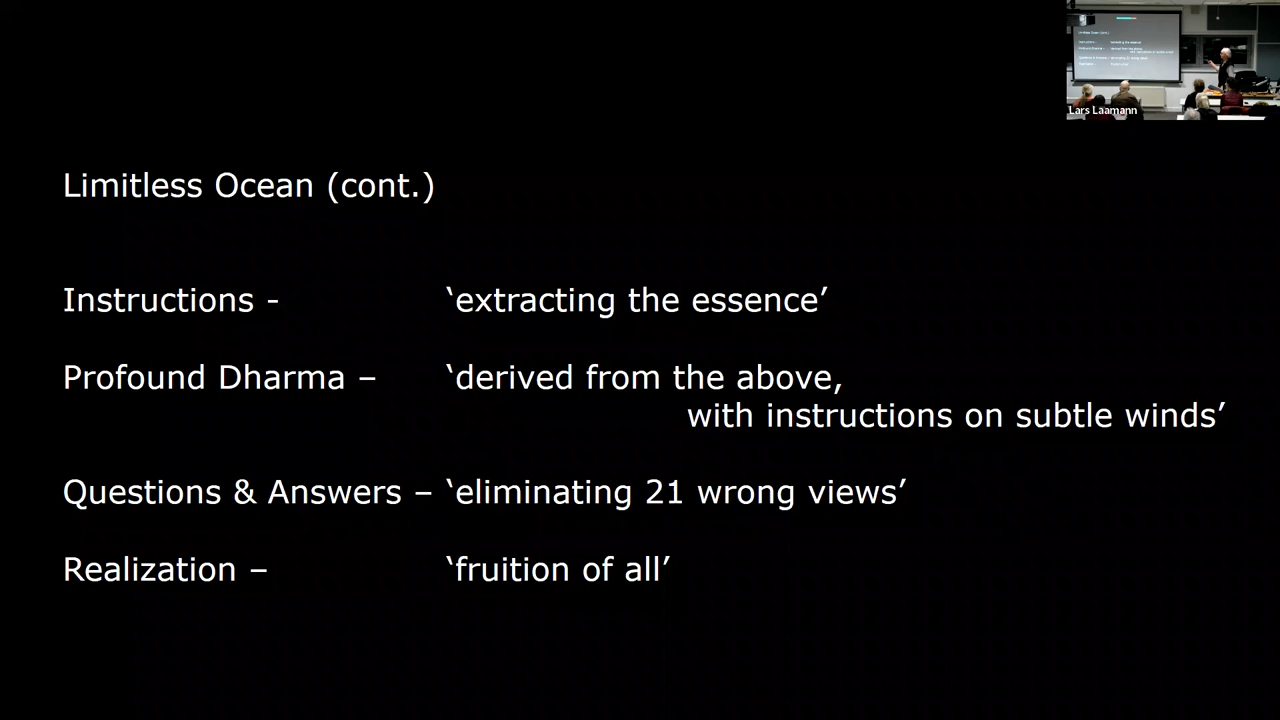 Lars Laamann
Limitless Ocean (cont.)
Instructions - ‘extracting the essence’
Profound Dharma – ‘derived from the above,
with instructions on subtle winds’
Questions & Answers – ‘eliminating 21 wrong views’
Realization – ‘fruition of all’